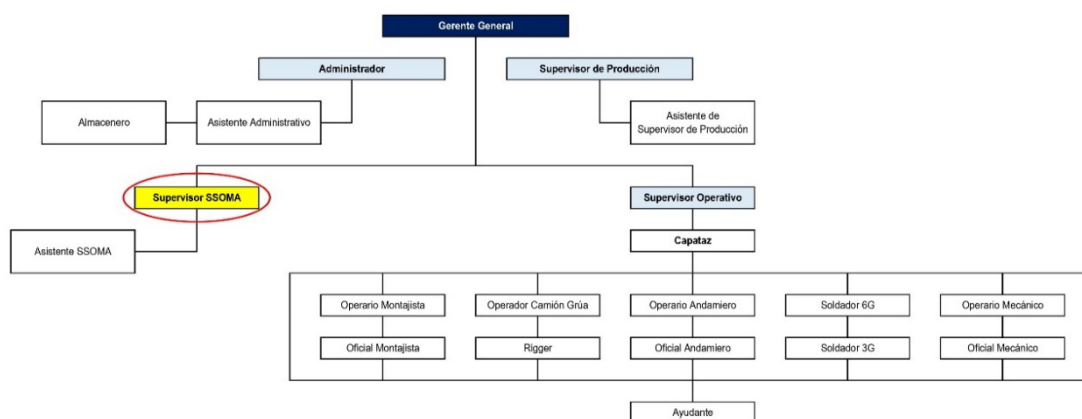 Gerente General
Administrador
Supervisor de Producción
Almacenero
Asistente Administrativo
Asistente de
Supervisor de Producción
Supervisor SSOMA
Supervisor Operativo
Asistente SSOMA
Capataz
Operario Montajista
Operador Camión Grúa
Operario Andamiero
Soldador 6G
Operario Mecánico
Oficial Montajista
Rigger
Oficial Andamiero
Soldador 3G
Oficial Mecánico
Ayudante